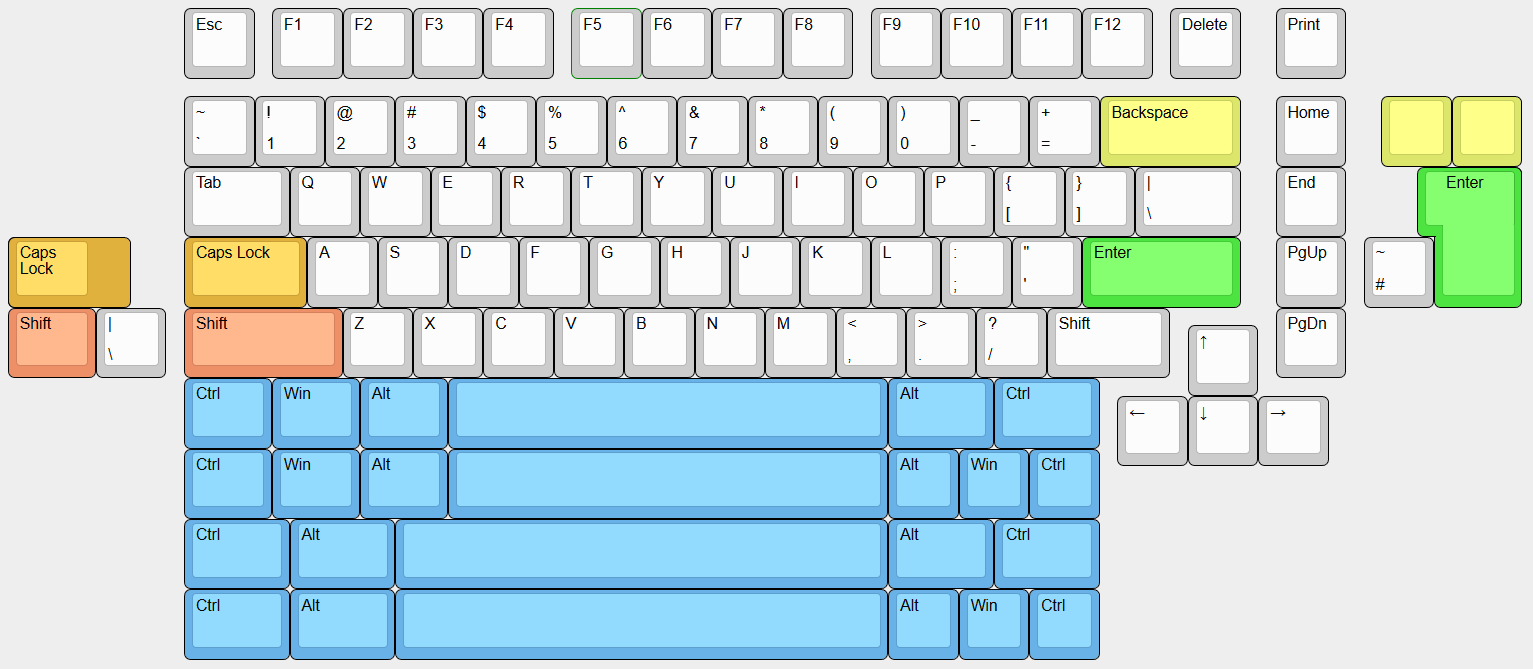 Esc F1 F2 F3 F4 F5 F6 F7 F8 F9 F10 F11 F12 Delete Print
~ ! @ # $ % ^ & * ( ) _ + Backspace Home
` 1 2 3 4 5 6 7 8 9 0 - =
Tab Q W E R T Y U I O P { } | End Enter
[ ] \
Caps Lock Caps Lock A S D F G H J K L : " Enter PgUp ~
; ' #
Shift | Shift Z X C V B N M < > ? Shift ↑ PgDn
\ , . /
Ctrl Win Alt Alt Ctrl ← ↓ →
Ctrl Win Alt Alt Win Ctrl
Ctrl Alt Alt Ctrl
Ctrl Alt Alt Win Ctrl